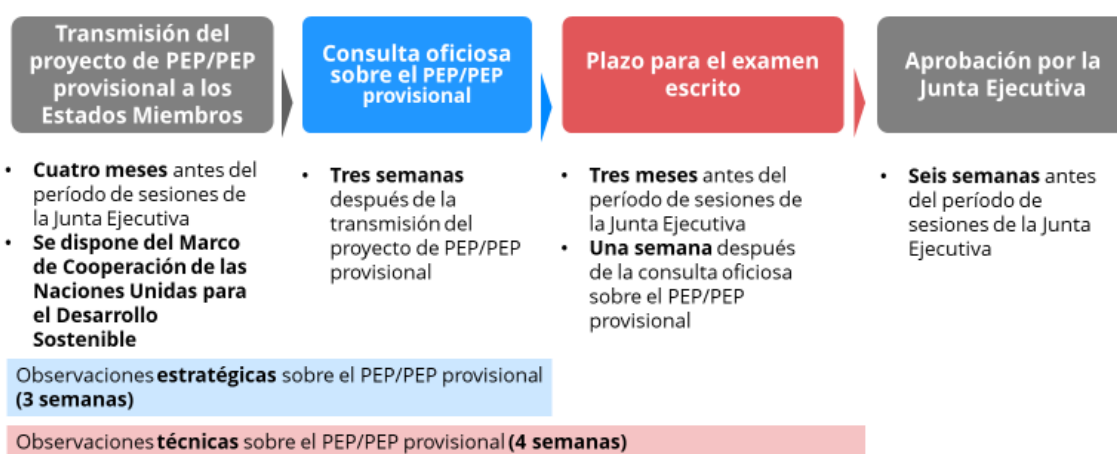 Transmisión del
proyecto de PEP/PEP
provisional a los
Estados Miembros
Consulta oficiosa
sobre el PEP/PEP
provisional
Plazo para el examen
escrito
Aprobación por la
Junta Ejecutiva
• Cuatro meses antes del
período de sesiones de
la Junta Ejecutiva
• Se dispone del Marco
de Cooperación de las
Naciones Unidas para
el Desarrollo
Sostenible
• Tres semanas
después de la
transmisión del
proyecto de PEP/PEP
provisional
• Tres meses antes del
período de sesiones de
la Junta Ejecutiva
• Una semana después
de la consulta oficiosa
sobre el PEP/PEP
provisional
• Seis semanas antes
del período de
sesiones de la Junta
Ejecutiva
Observaciones estratégicas sobre el PEP/PEP provisional
(3 semanas)
Observaciones técnicas sobre el PEP/PEP provisional (4 semanas)